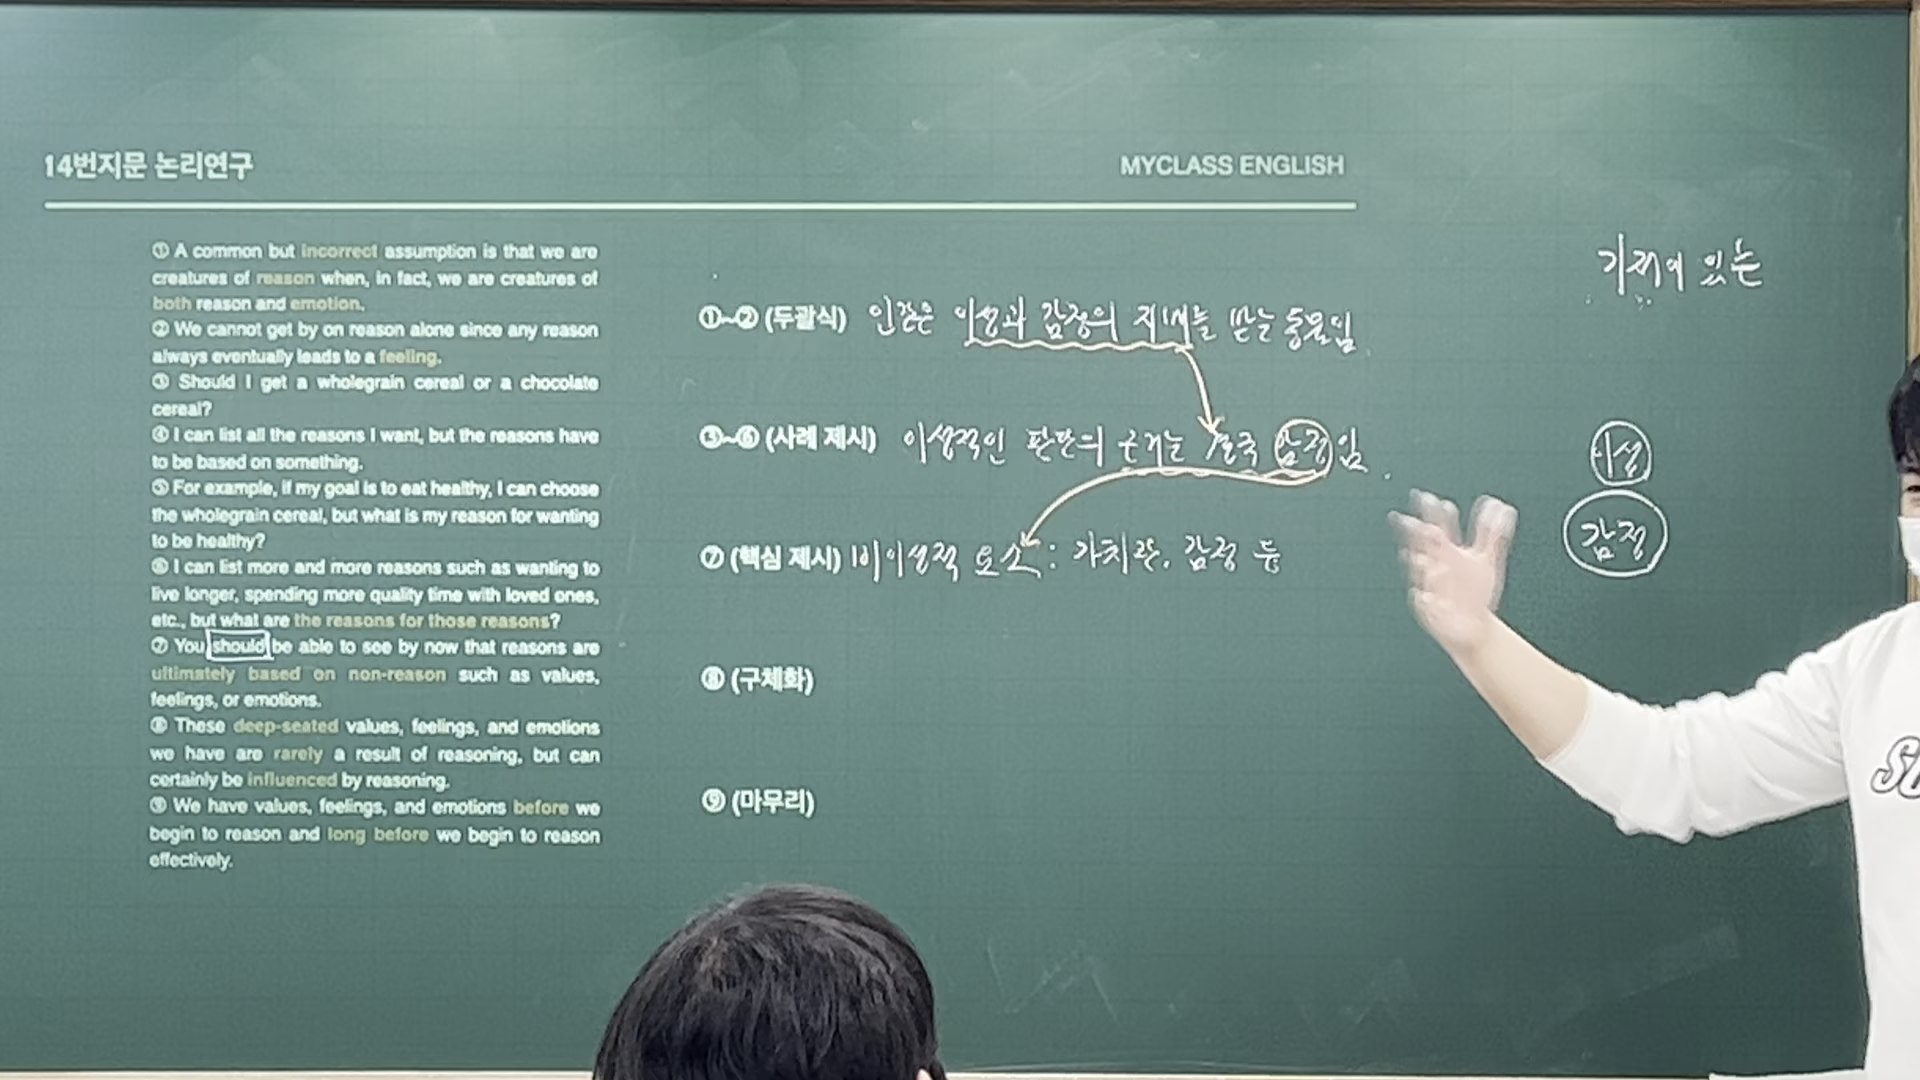 14번지문 논리연구
MYCLASS ENGLISH
① A common but incorrect assumption is that we are
creatures of reason when, in fact, we are creatures of
both reason and emotion.
② We cannot get by on reason alone since any reason
always eventually leads to a feeling.
③ Should I get a wholegrain cereal or a chocolate
cereal?
④ I can list all the reasons I want, but the reasons have
to be based on something.
⑤ For example, if my goal is to eat healthy, I can choose
the wholegrain cereal, but what is my reason for wanting
to be healthy?
⑥ I can list more and more reasons such as wanting to
live longer, spending more quality time with loved ones,
etc., but what are the reasons for those reasons?
⑦ You should be able to see by now that reasons are
ultimately based on non-reason such as values,
feelings, or emotions.
⑧ These deep-seated values, feelings, and emotions
we have are rarely a result of reasoning, but can
certainly be influenced by reasoning.
⑨ We have values, feelings, and emotions before we
begin to reason and long before we begin to reason
effectively.
①~② (두괄식) 인간은 이성과 감정의 지배를 받는 동물임
③~⑥ (사례 제시) 이성적인 판단의 근거는 결국 감정임.
⑦ (핵심 제시) 비이성적 요소: 가치관, 감정 등
⑧ (구체화)
⑨ (마무리)
기저에 있는
이성
감정